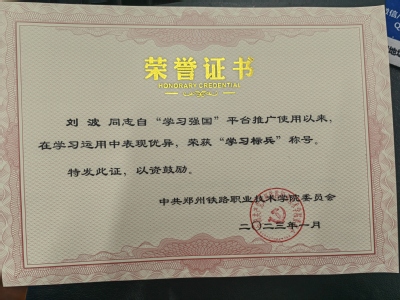 荣誉证书
HONORARY CREDENTIAL
刘波 同志自“学习强国”平台推广使用以来，
在学习运用中表现优异，荣获“学习标兵”称号。
特发此证，以资鼓励。
中共郑州铁路职业技术学院委员会
二〇二三年一月